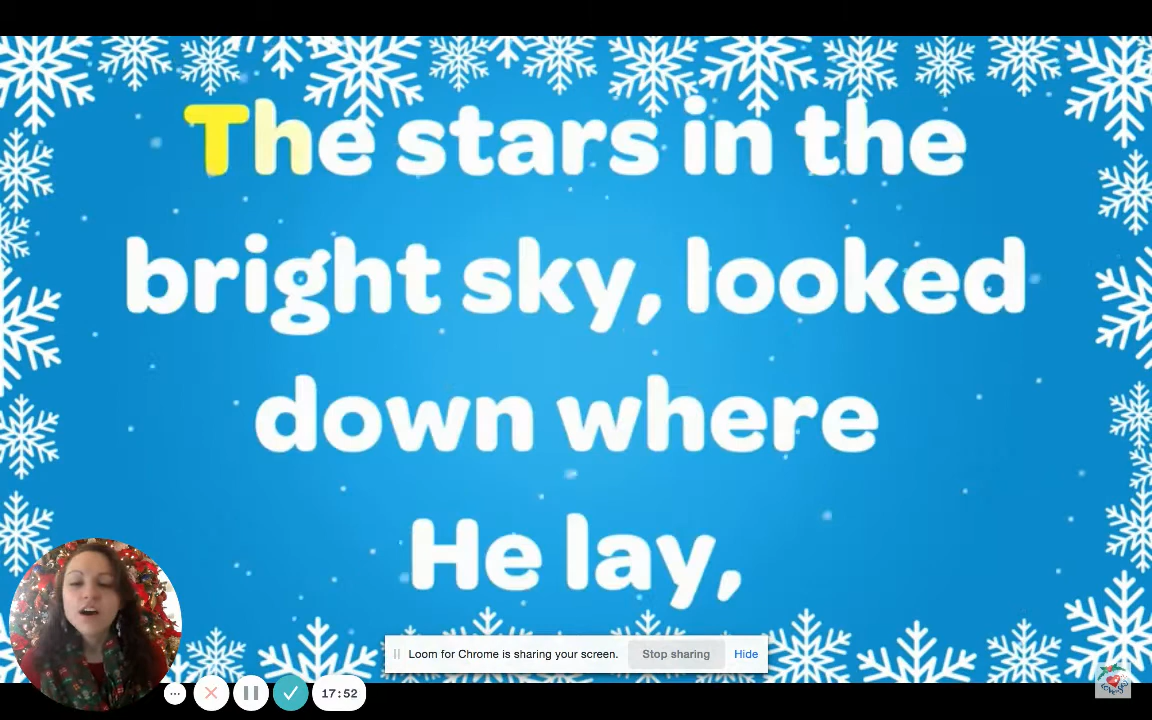 The stars in the
bright sky, looked
down where
He lay,
Loom for Chrome is sharing your screen. Stop sharing Hide
17:52